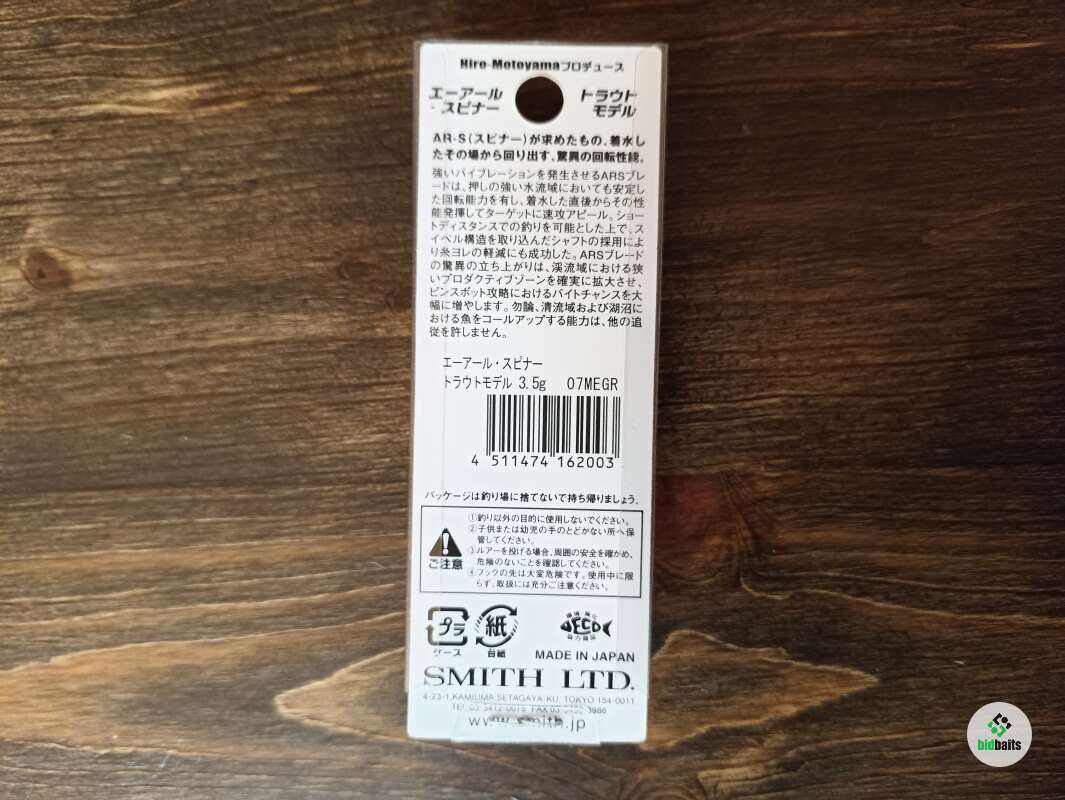 Hiro-Motoyamaプロデュース
エーアール
・スピナー
トラウト
モデル
AR-S(スピナー)が求めたもの、着水し
たその場から回り出す、驚異の回転性能。
強いバイブレーションを発生させるARSブレ
ードは、押しの強い水流域においても安定し
た回転能力を有し、着水した直後からその性
能発揮してターゲットに速攻アピール。ショー
トディスタンスでの釣りを可能とした上で、ス
イベル構造を取り込んだシャフトの採用によ
り糸ヨレの軽減にも成功した。ARSブレード
の驚異の立ち上がりは、渓流域における狭
いプロダクティブゾーンを確実に拡大させ、
ピンスポット攻略におけるバイトチャンスを大
幅に増やします。勿論、清流域および湖沼に
おける魚をコールアップする能力は、他の追
従を許しません。
エーアール・スピナー
トラウトモデル 3.5g 07MEGR
4 511474 162003
パッケージは釣り場に捨てないで持ち帰りましょう。
ご注意
①釣り以外の目的に使用しないでください。
②子供または幼児の手のとどかない所へ保
管してください。
③ルアーを投げる場合、周囲の安全を確かめ、
危険のないことを確認してください。
④フックの先は大変危険です。使用中に限
らず、取扱には充分ご注意ください。
プラ
ケース
紙
台紙
ECO
MADE IN JAPAN
SMITH LTD.
4-23-1,KAMIUMA,SETAGAYA-KU, TOKYO 154-0011
www.smith.jp
bidbaits